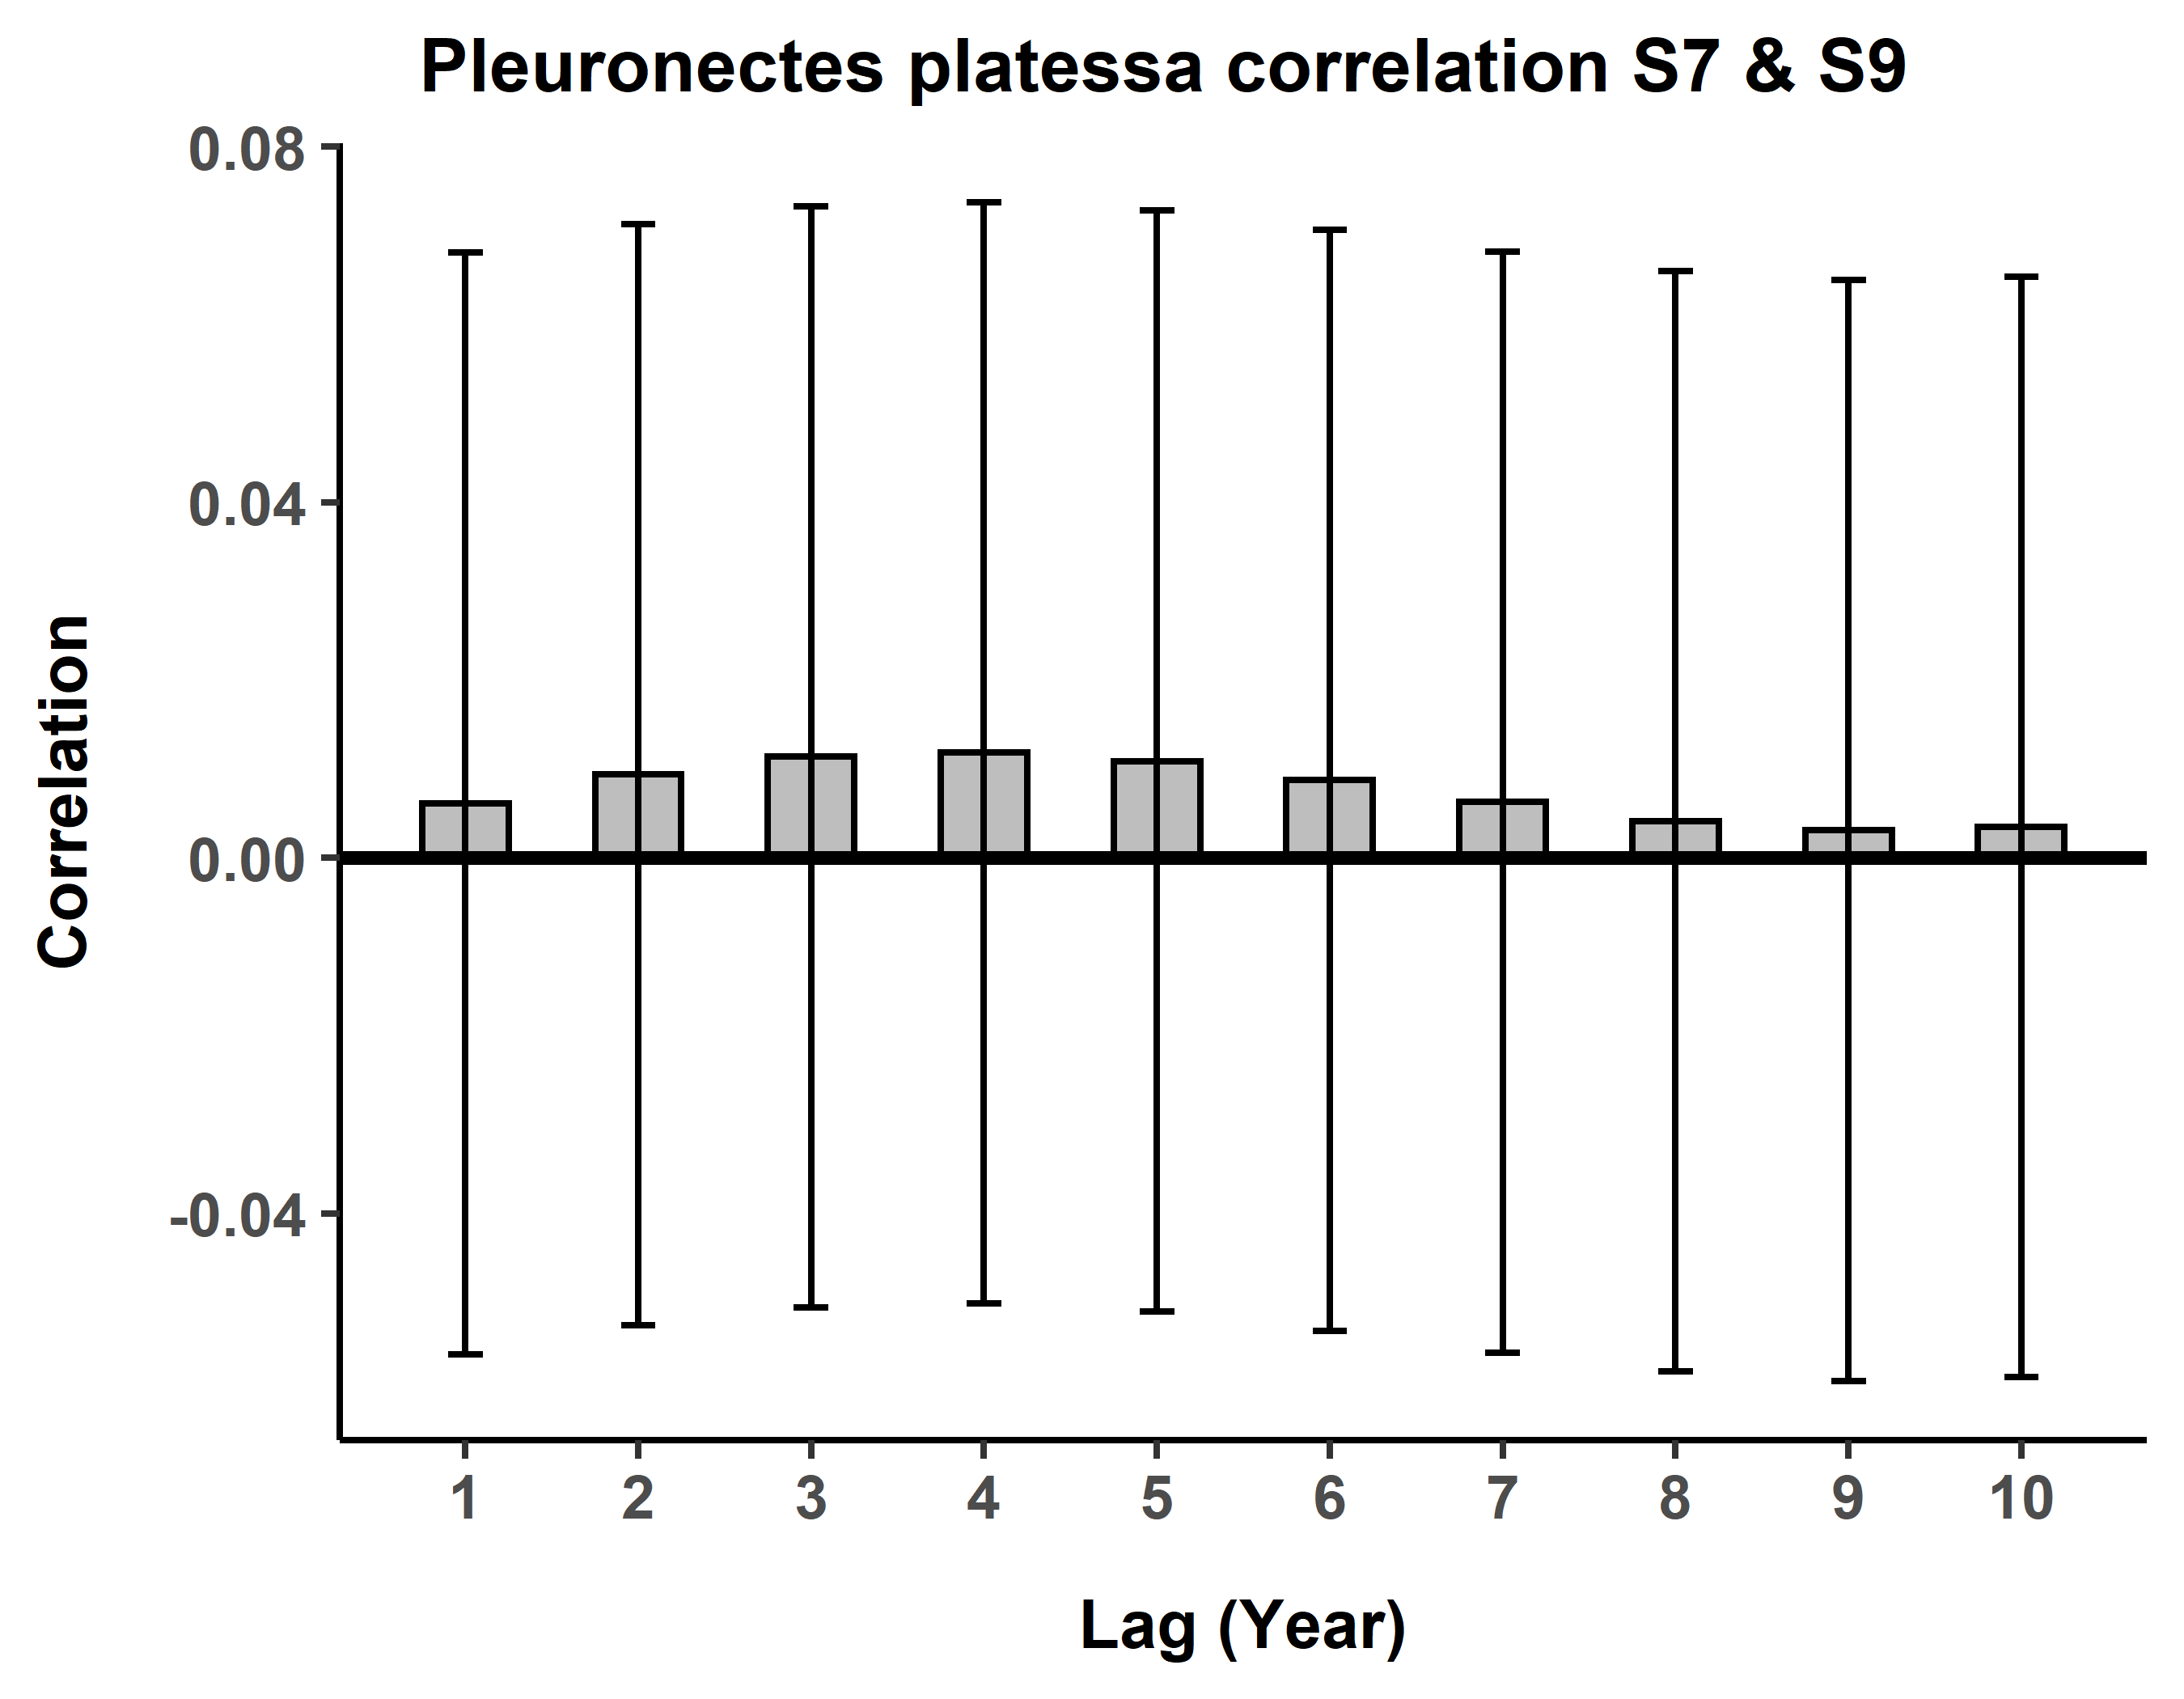 Pleuronectes platessa correlation S7 & S9
0.08
0.04
0.00
-0.04
Correlation
1 2 3 4 5 6 7 8 9 10
Lag (Year)